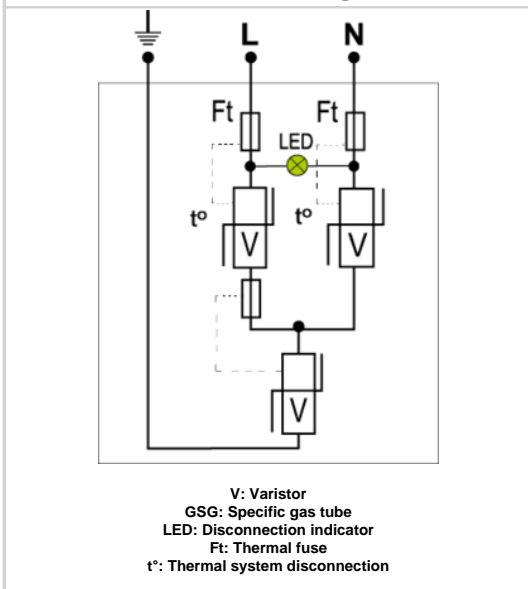 L N
Ft Ft
LED
t° t°
V V
V
V: Varistor
GSG: Specific gas tube
LED: Disconnection indicator
Ft: Thermal fuse
t°: Thermal system disconnection